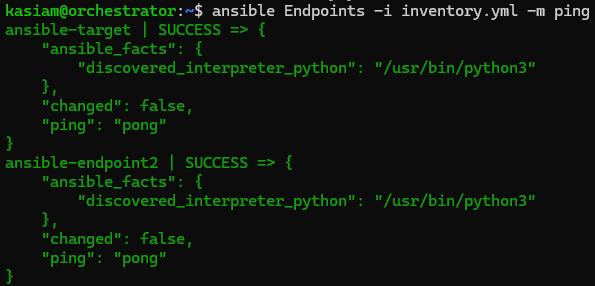 kasiam@orchestrator:~$ ansible Endpoints -i inventory.yml -m ping
ansible-target | SUCCESS => {
    "ansible_facts": {
        "discovered_interpreter_python": "/usr/bin/python3"
    },
    "changed": false,
    "ping": "pong"
}
ansible-endpoint2 | SUCCESS => {
    "ansible_facts": {
        "discovered_interpreter_python": "/usr/bin/python3"
    },
    "changed": false,
    "ping": "pong"
}